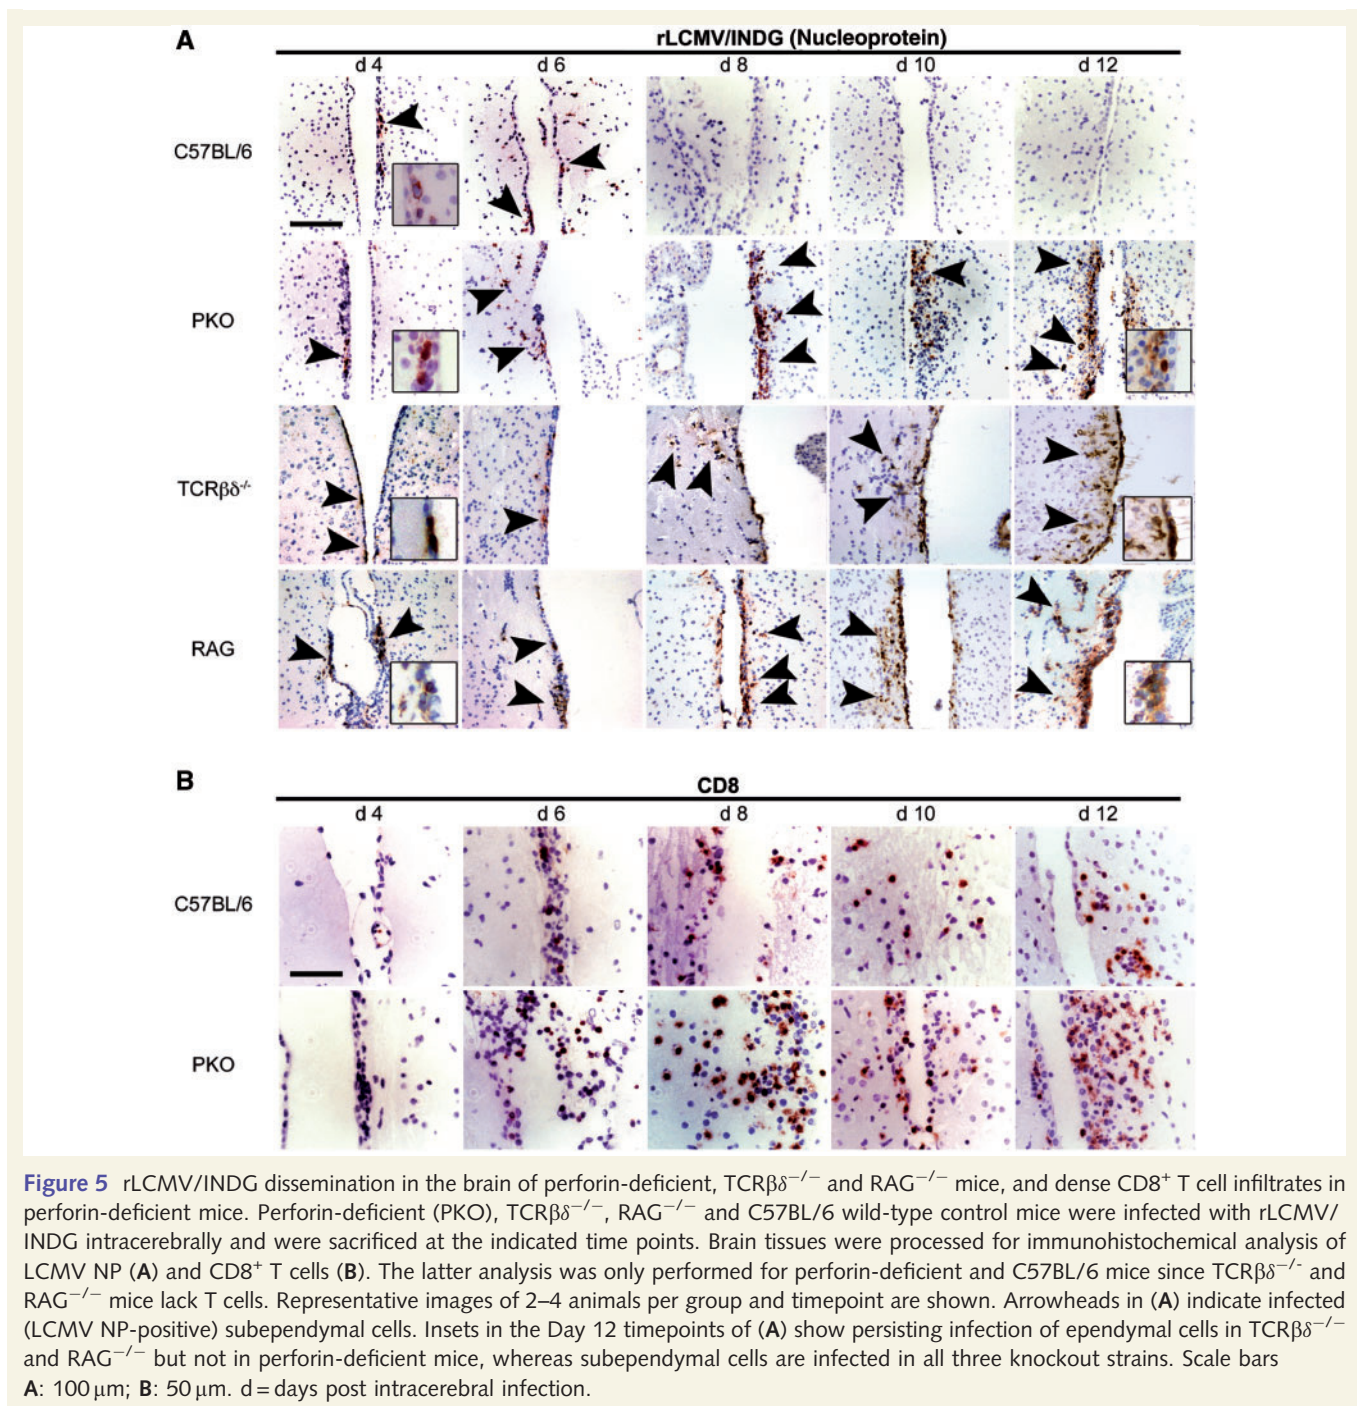 A
rLCMV/INDG (Nucleoprotein)
d 4 d 6 d 8 d 10 d 12
C57BL/6
PKO
TCRβδ⁻/⁻
RAG
B
CD8
d 4 d 6 d 8 d 10 d 12
C57BL/6
PKO
Figure 5 rLCMV/INDG dissemination in the brain of perforin-deficient, TCRβδ⁻/⁻ and RAG⁻/⁻ mice, and dense CD8⁺ T cell infiltrates in
perforin-deficient mice. Perforin-deficient (PKO), TCRβδ⁻/⁻, RAG⁻/⁻ and C57BL/6 wild-type control mice were infected with rLCMV/
INDG intracerebrally and were sacrificed at the indicated time points. Brain tissues were processed for immunohistochemical analysis of
LCMV NP (A) and CD8⁺ T cells (B). The latter analysis was only performed for perforin-deficient and C57BL/6 mice since TCRβδ⁻/⁻ and
RAG⁻/⁻ mice lack T cells. Representative images of 2–4 animals per group and timepoint are shown. Arrowheads in (A) indicate infected
(LCMV NP-positive) subependymal cells. Insets in the Day 12 timepoints of (A) show persisting infection of ependymal cells in TCRβδ⁻/⁻
and RAG⁻/⁻ but not in perforin-deficient mice, whereas subependymal cells are infected in all three knockout strains. Scale bars
A: 100 μm; B: 50 μm. d = days post intracerebral infection.